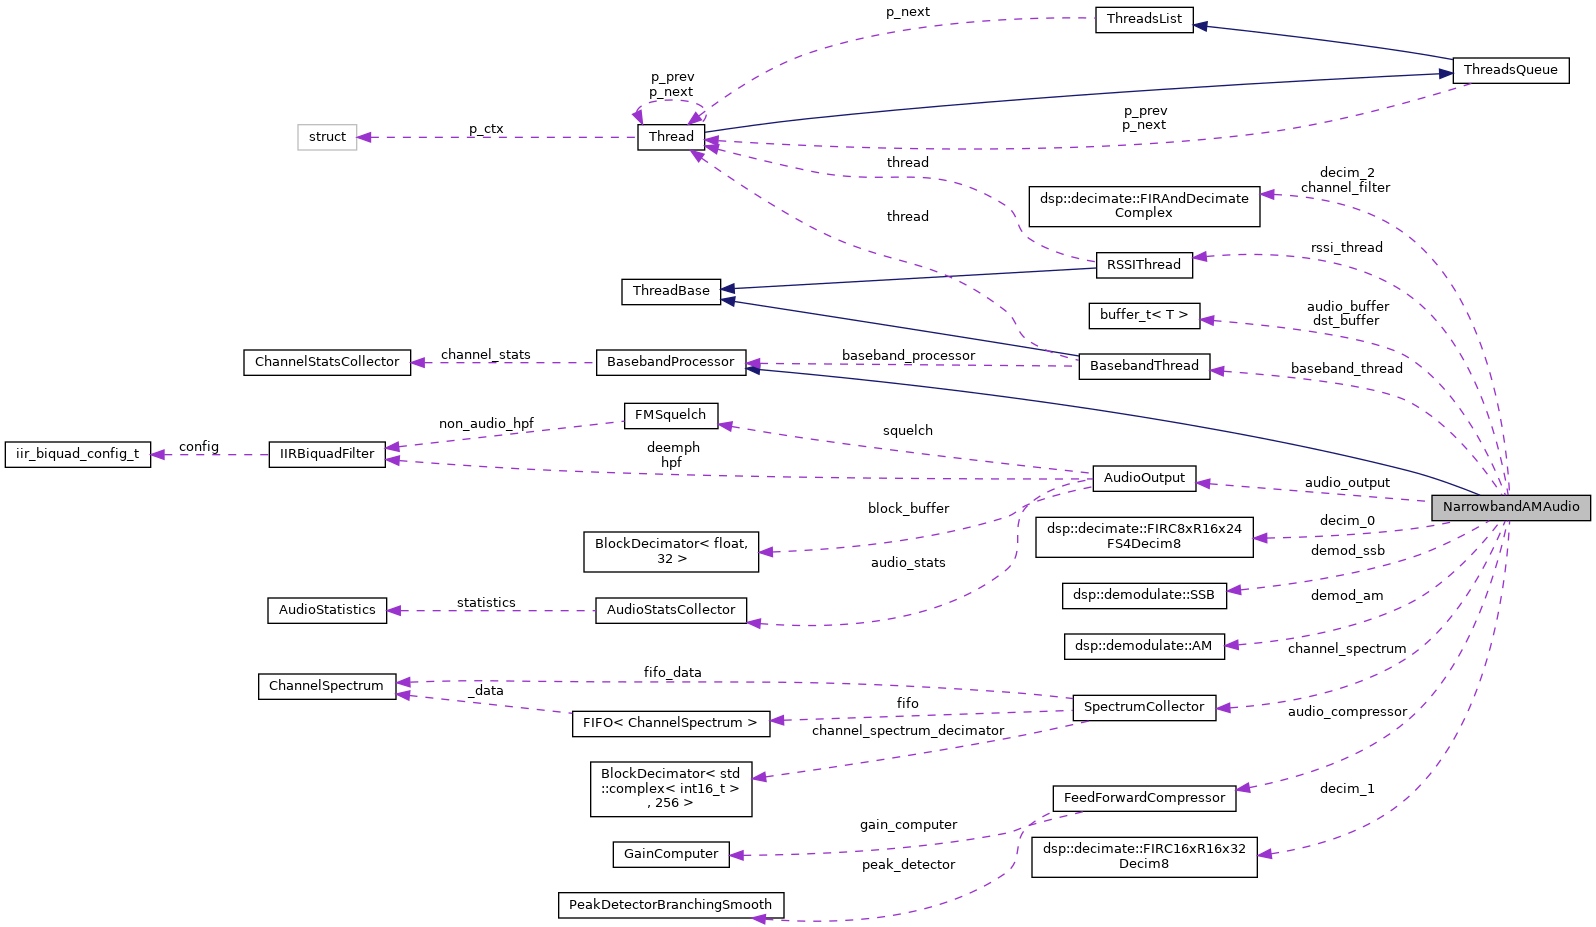 p_next
ThreadsList
ThreadsQueue
p_prev
p_next
p_prev
p_next
struct
p_ctx
Thread
thread
decim_2
channel_filter
dsp::decimate::FIRAndDecimate
Complex
thread
rssi_thread
RSSIThread
ThreadBase
audio_buffer
dst_buffer
buffer_t< T >
ChannelStatsCollector
channel_stats
BasebandProcessor
baseband_processor
BasebandThread
baseband_thread
FMSquelch
non_audio_hpf
squelch
iir_biquad_config_t
config
IIRBiquadFilter
deemph
hpf
AudioOutput
audio_output
NarrowbandAMAudio
block_buffer
dsp::decimate::FIRC8xR16x24
FS4Decim8
decim_0
BlockDecimator< float,
32 >
audio_stats
demod_ssb
dsp::demodulate::SSB
AudioStatistics
statistics
AudioStatsCollector
demod_am
dsp::demodulate::AM
channel_spectrum
fifo_data
ChannelSpectrum
_data
FIFO< ChannelSpectrum >
fifo
SpectrumCollector
audio_compressor
channel_spectrum_decimator
BlockDecimator< std
::complex< int16_t >
, 256 >
FeedForwardCompressor
decim_1
gain_computer
GainComputer
dsp::decimate::FIRC16xR16x32
Decim8
peak_detector
PeakDetectorBranchingSmooth